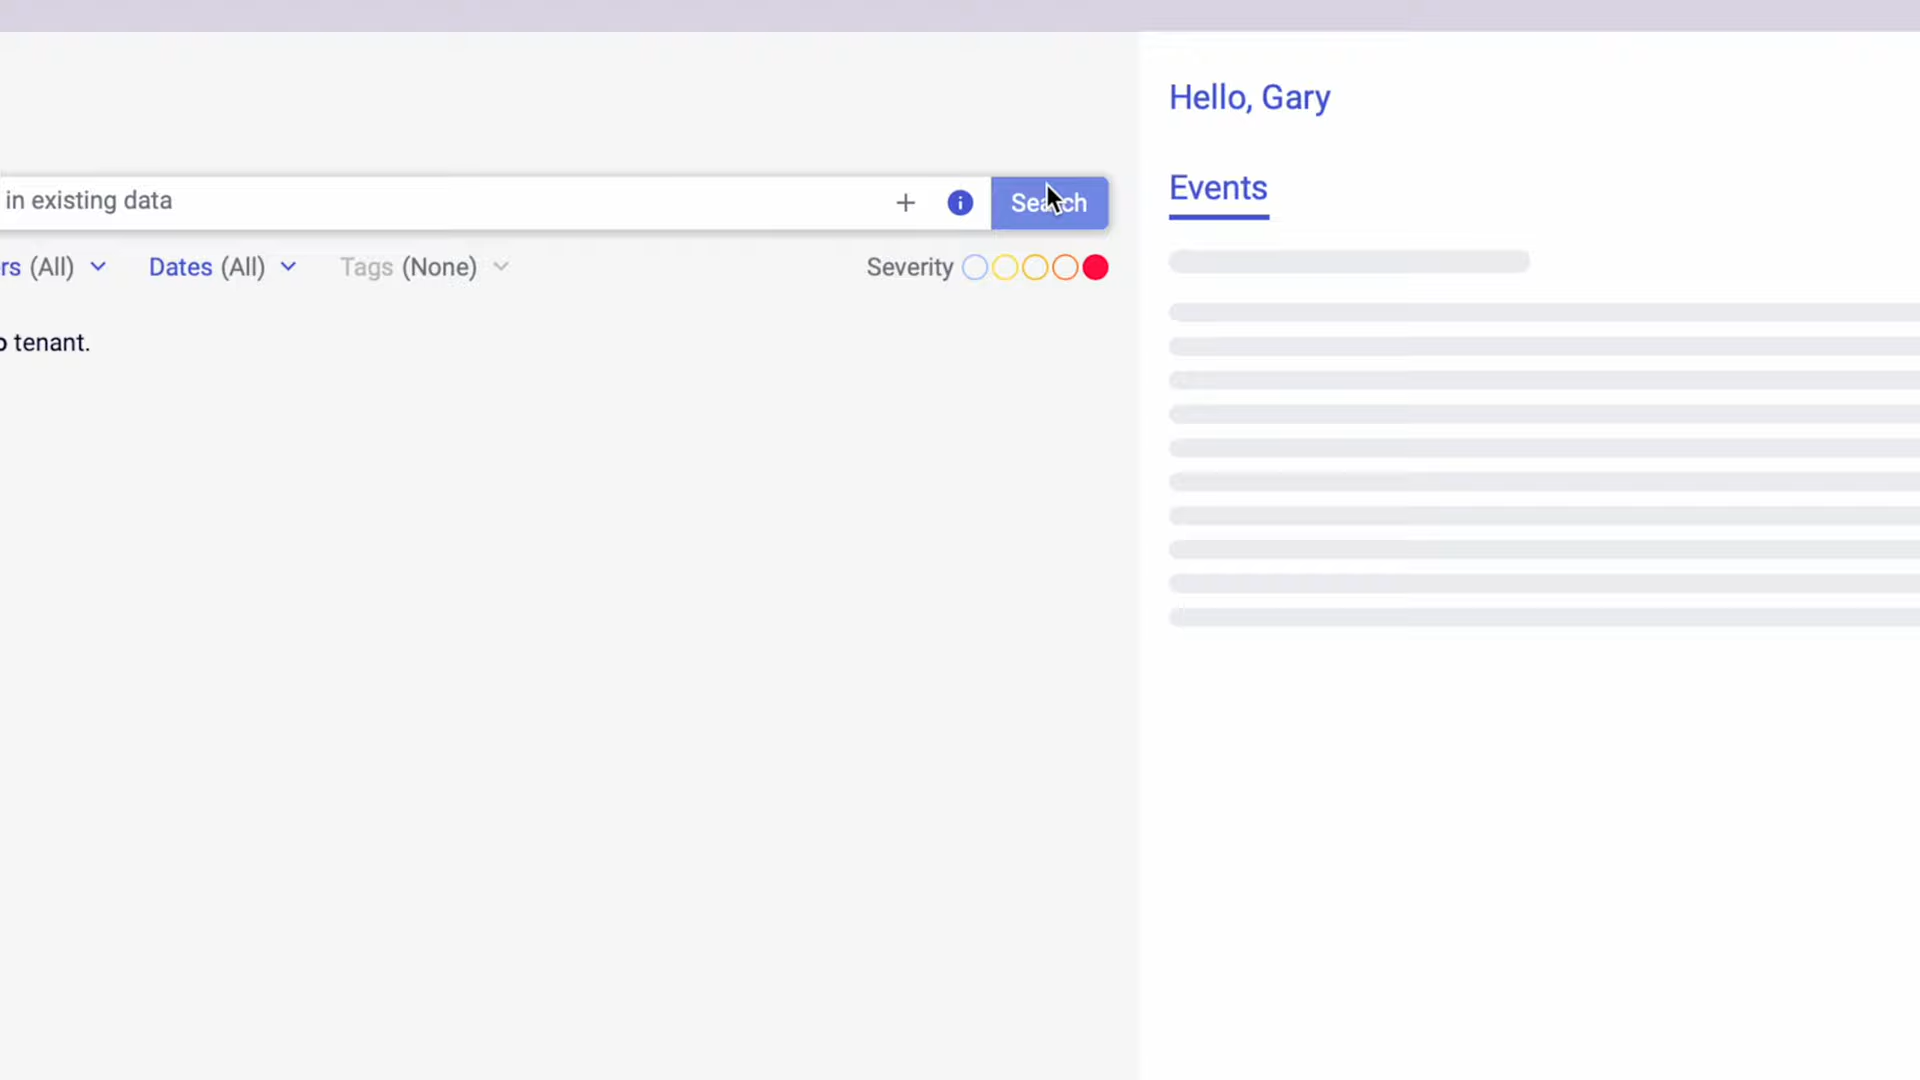 Hello, Gary
in existing data
Search
Events
rs (All)
Dates (All)
Tags (None)
Severity
tenant.